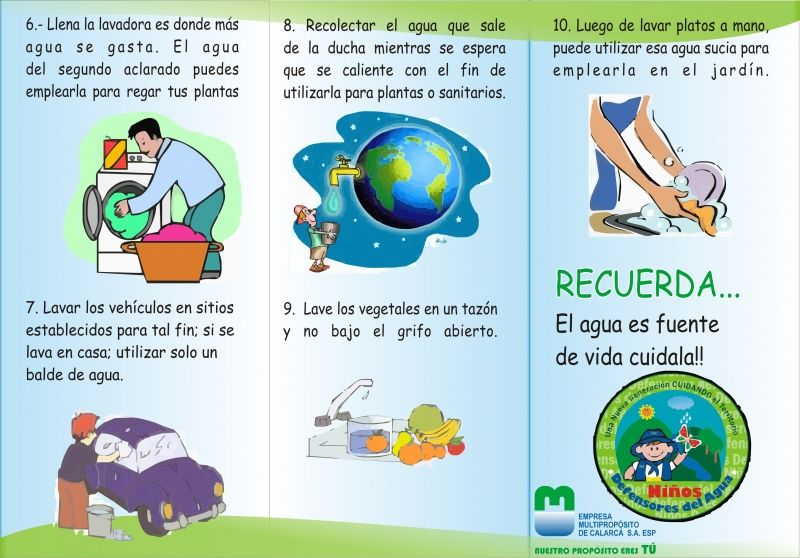 6.- Llena la lavadora es donde más
agua se gasta. El agua
del segundo aclarado puedes
emplearla para regar tus plantas
7. Lavar los vehículos en sitios
establecidos para tal fin; si se
lava en casa; utilizar solo un
balde de agua.
8. Recolectar el agua que sale
de la ducha mientras se espera
que se caliente con el fin de
utilizarla para plantas o sanitarios.
9. Lave los vegetales en un tazón
y no bajo el grifo abierto.
10. Luego de lavar platos a mano,
puede utilizar esa agua sucia para
emplearla en el jardín.
RECUERDA...
El agua es fuente
de vida cuidala!!
Una Nueva Generación CUIDANDO el Territorio
Niños
Defensores del Agua
EMPRESA
MULTIPROPÓSITO
DE CALARCÁ S.A. ESP
NUESTRO PROPÓSITO ERES TÚ